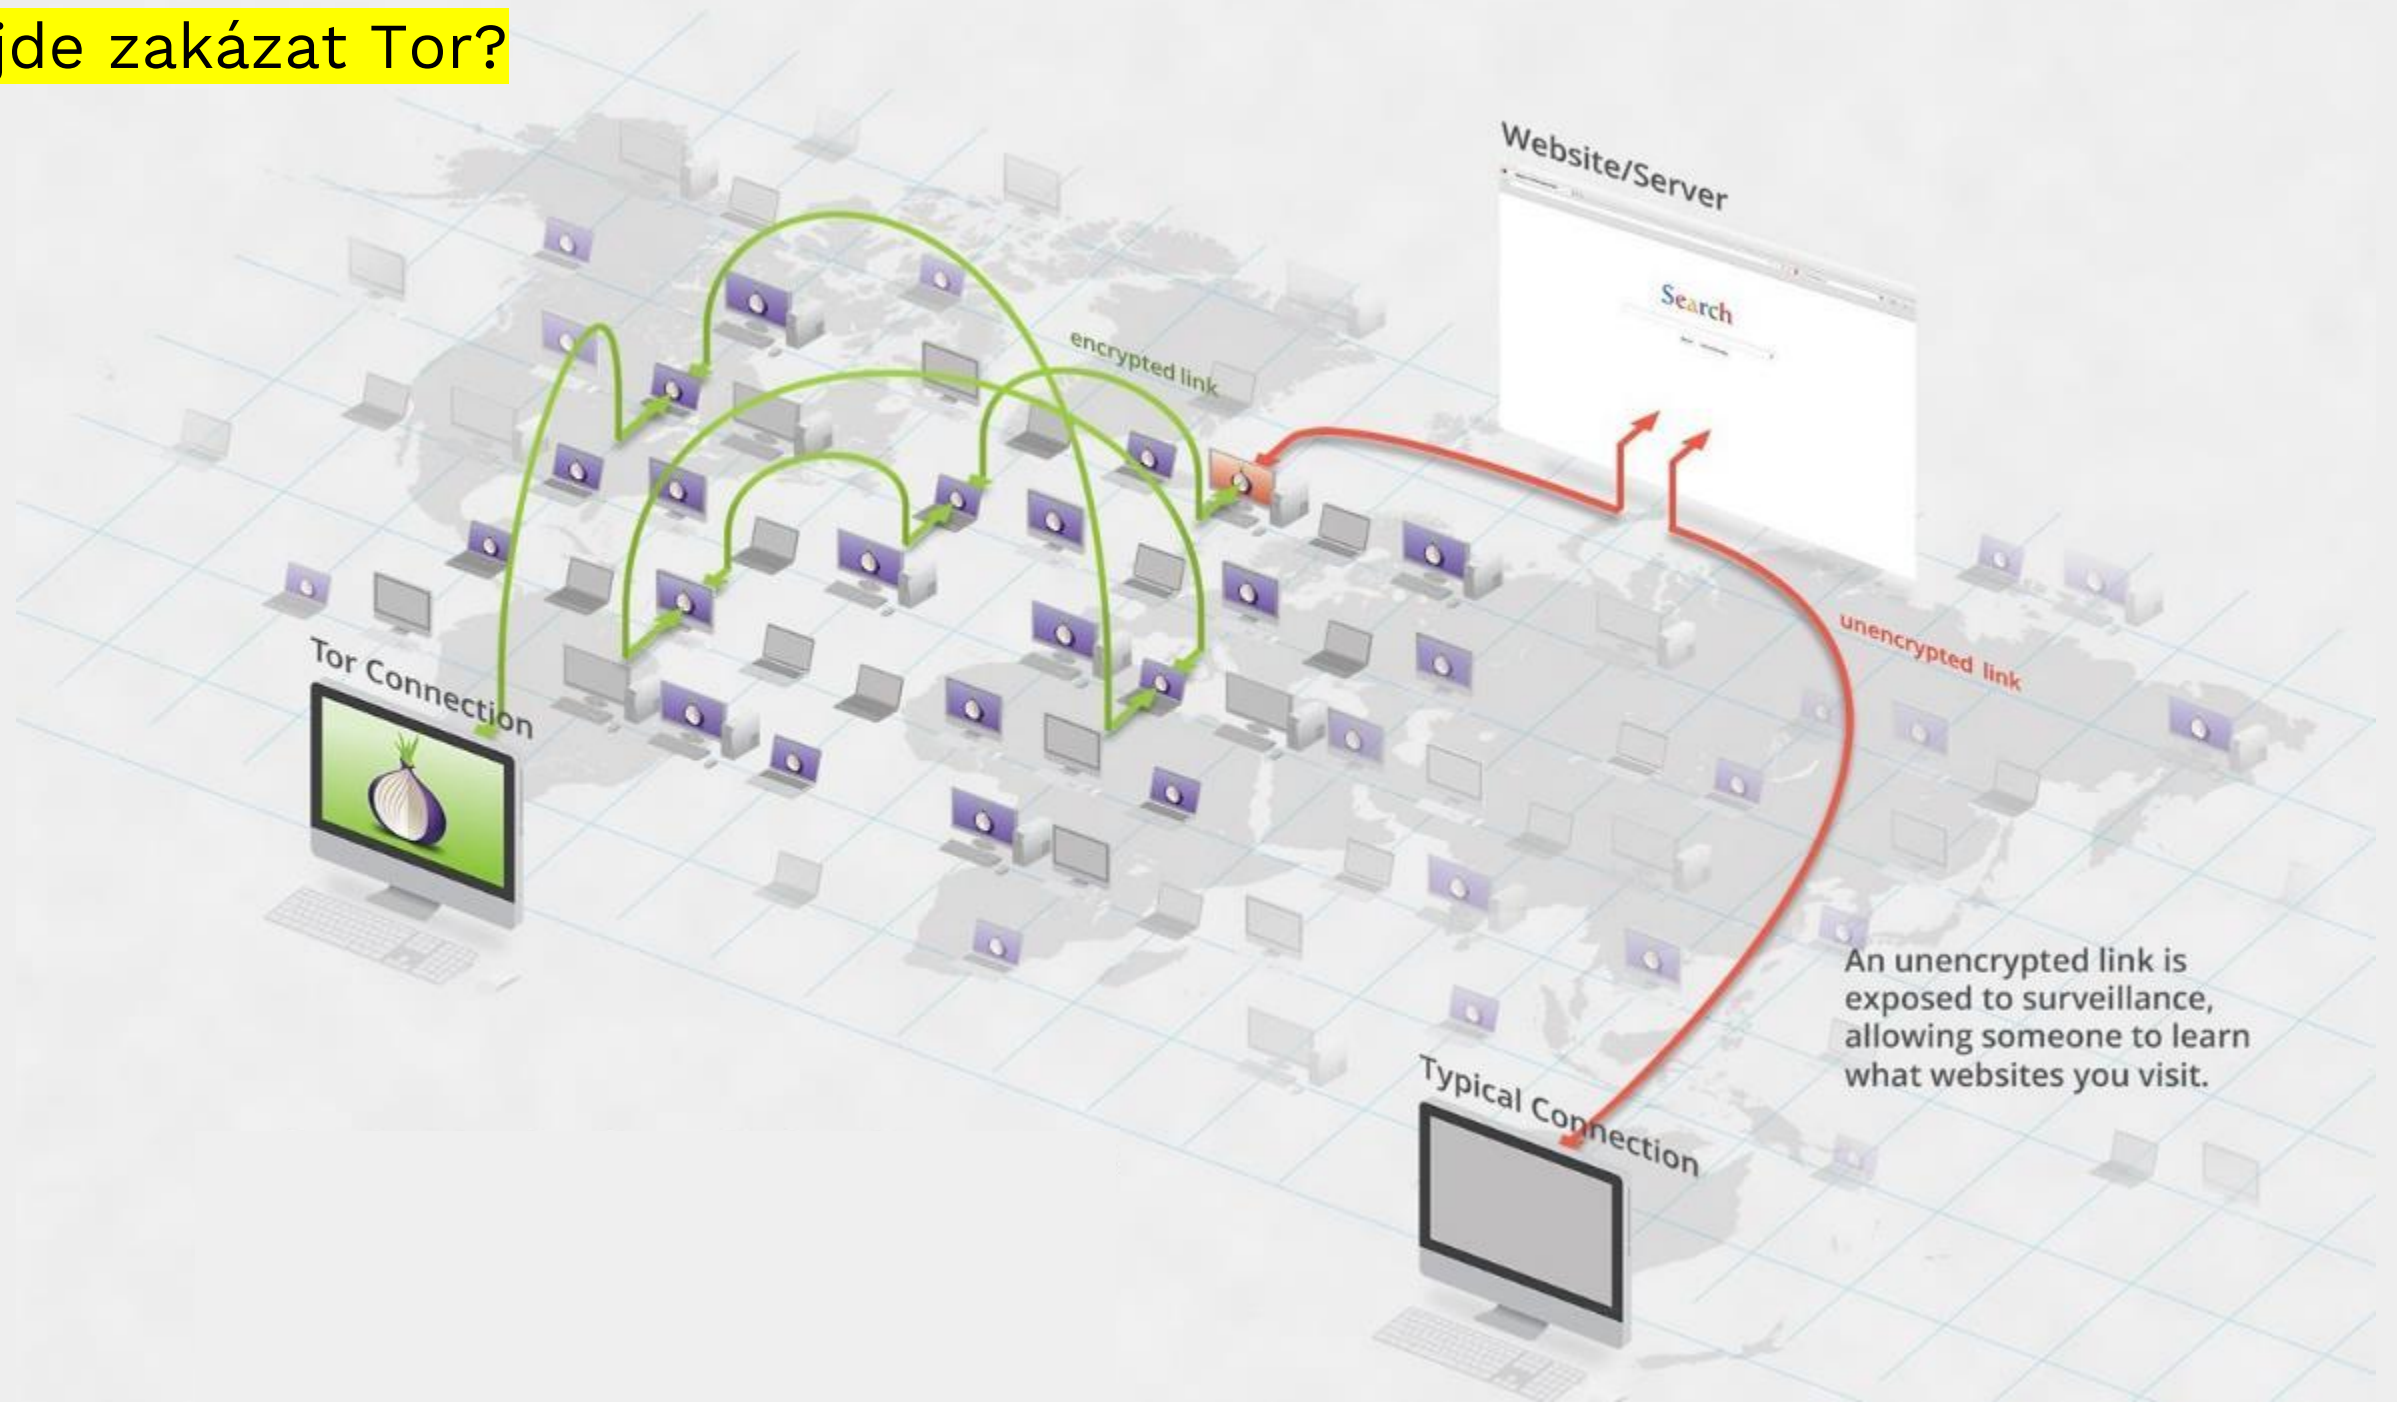 jde zakázat Tor?
Website/Server
Search
encrypted link
Tor Connection
unencrypted link
An unencrypted link is
exposed to surveillance,
allowing someone to learn
what websites you visit.
Typical Connection